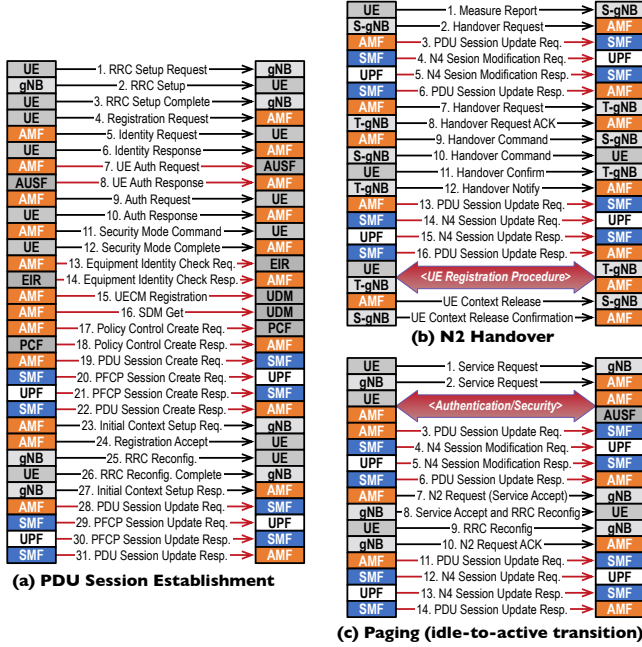 UE 1. RRC Setup Request gNB
gNB 2. RRC Setup UE
UE 3. RRC Setup Complete gNB
UE 4. Registration Request AMF
AMF 5. Identity Request UE
UE 6. Identity Response AMF
AMF 7. UE Auth Request AUSF
AUSF 8. UE Auth Response AMF
AMF 9. Auth Request UE
UE 10. Auth Response AMF
AMF 11. Security Mode Command UE
UE 12. Security Mode Complete AMF
AMF 13. Equipment Identity Check Req. EIR
EIR 14. Equipment Identity Check Resp. AMF
AMF 15. UECM Registration UDM
AMF 16. SDM Get UDM
AMF 17. Policy Control Create Req. PCF
PCF 18. Policy Control Create Resp. AMF
AMF 19. PDU Session Create Req. SMF
SMF 20. PFCP Session Create Req. UPF
UPF 21. PFCP Session Create Resp. SMF
SMF 22. PDU Session Create Resp. AMF
AMF 23. Initial Context Setup Req. gNB
AMF 24. Registration Accept UE
gNB 25. RRC Reconfig. UE
UE 26. RRC Reconfig. Complete gNB
gNB 27. Initial Context Setup Resp. AMF
AMF 28. PDU Session Update Req. SMF
SMF 29. PFCP Session Update Req. UPF
UPF 30. PFCP Session Update Resp. SMF
SMF 31. PDU Session Update Resp. AMF
(a) PDU Session Establishment
UE 1. Measure Report S-gNB
S-gNB 2. Handover Request AMF
AMF 3. PDU Session Update Req. SMF
SMF 4. N4 Sesion Modification Req. UPF
UPF 5. N4 Sesion Modification Resp. SMF
SMF 6. PDU Session Update Resp. AMF
AMF 7. Handover Request T-gNB
T-gNB 8. Handover Request ACK AMF
AMF 9. Handover Command S-gNB
S-gNB 10. Handover Command UE
UE 11. Handover Confirm T-gNB
T-gNB 12. Handover Notify AMF
AMF 13. PDU Session Update Req. SMF
SMF 14. N4 Session Update Req. UPF
UPF 15. N4 Session Update Resp. SMF
SMF 16. PDU Session Update Resp. AMF
UE <UE Registration Procedure> T-gNB
T-gNB AMF
AMF UE Context Release S-gNB
S-gNB UE Context Release Confirmation AMF
(b) N2 Handover
UE 1. Service Request gNB
gNB 2. Service Request AMF
UE <Authentication/Security> AMF
AMF AUSF
AMF 3. PDU Session Update Req. SMF
SMF 4. N4 Session Modification Req. UPF
UPF 5. N4 Session Modification Resp. SMF
SMF 6. PDU Session Update Resp. AMF
AMF 7. N2 Request (Service Accept) gNB
gNB 8. Service Accept and RRC Reconfig UE
UE 9. RRC Reconfig gNB
gNB 10. N2 Request ACK AMF
AMF 11. PDU Session Update Req. SMF
SMF 12. N4 Session Update Req. UPF
UPF 13. N4 Session Update Resp. SMF
SMF 14. PDU Session Update Resp. AMF
(c) Paging (idle-to-active transition)